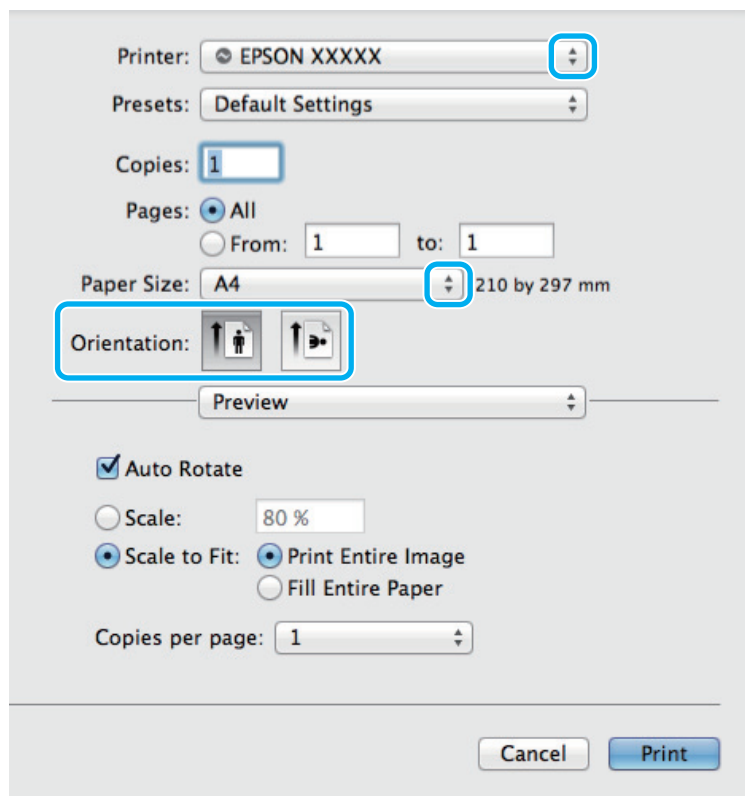 Printer: EPSON XXXXX
Presets: Default Settings
Copies: 1
Pages: All
From: 1 to: 1
Paper Size: A4 210 by 297 mm
Orientation:
Preview
Auto Rotate
Scale: 80 %
Scale to Fit: Print Entire Image
Fill Entire Paper
Copies per page: 1
Cancel Print